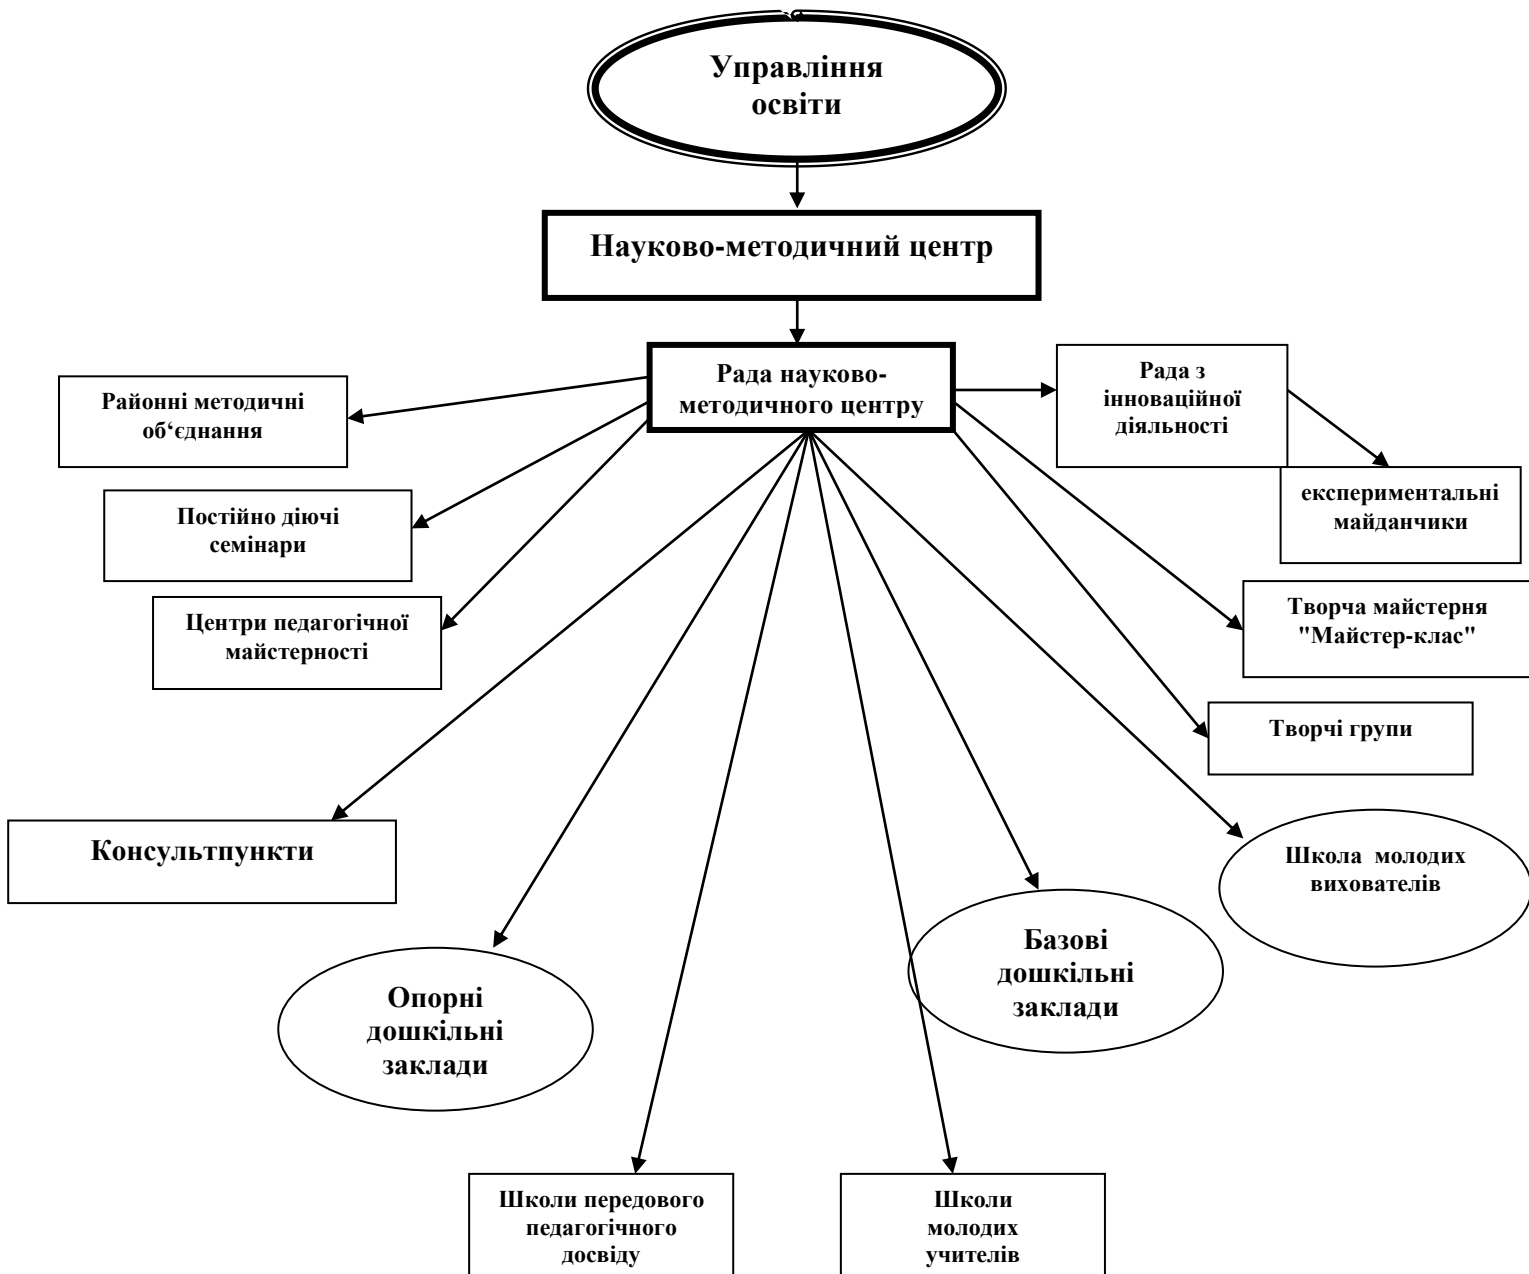 Управління
освіти
Науково-методичний центр
Рада науково-
методичного центру
Рада з
інноваційної
діяльності
Районні методичні
об‘єднання
експериментальні
майданчики
Постійно діючі
семінари
Творча майстерня
"Майстер-клас"
Центри педагогічної
майстерності
Творчі групи
Консультпункти
Школа  молодих
вихователів
Базові
дошкільні
заклади
Опорні
дошкільні
заклади
Школи передового
педагогічного
досвіду
Школи
молодих
учителів